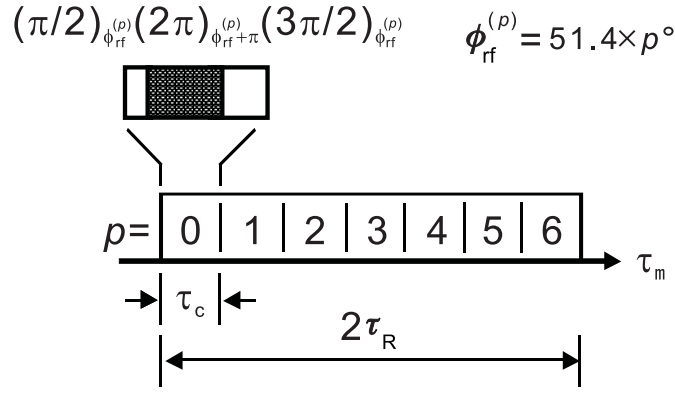 (π/2)ϕrf(p)(2π)ϕrf(p)+π(3π/2)ϕrf(p) ϕrf(p) = 51.4×p°
p= 0 1 2 3 4 5 6
τm
τc
2τR